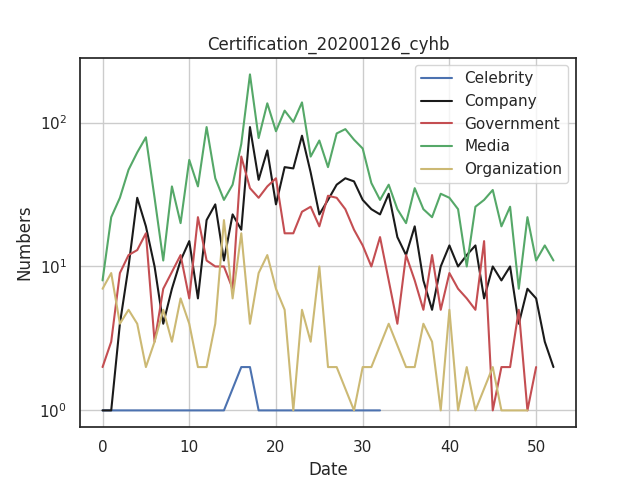 Certification_20200126_cyhb
Celebrity
Company
Government
Media
Organization
Numbers
10²
10¹
10⁰
0 10 20 30 40 50
Date